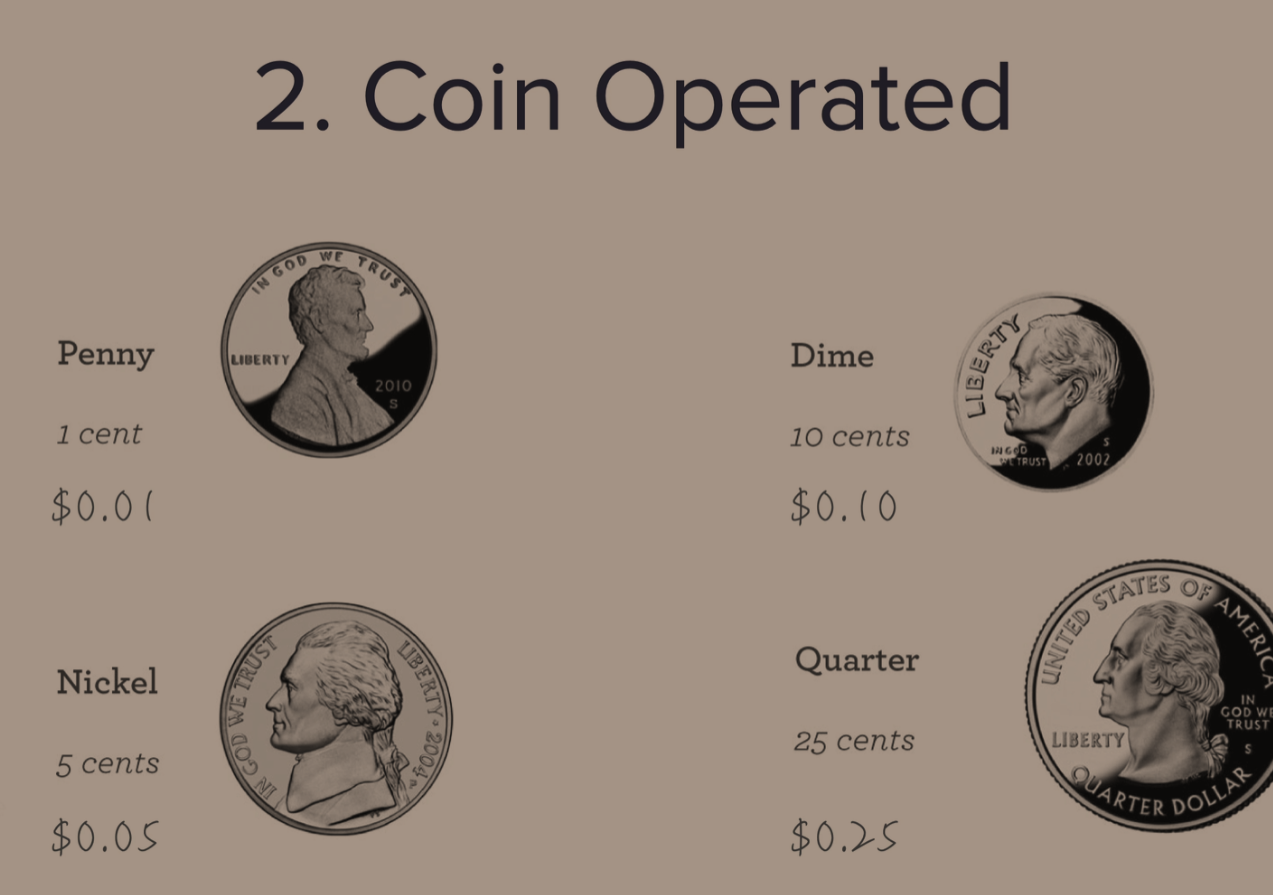 2. Coin Operated
IN GOD WE TRUST
LIBERTY
2010
S
Penny
1 cent
$0.01
LIBERTY
IN GOD
WE TRUST
S
2002
Dime
10 cents
$0.10
IN GOD WE TRUST
LIBERTY · 2004
Nickel
5 cents
$0.05
UNITED STATES OF AMERICA
LIBERTY
IN
GOD WE
TRUST
S
QUARTER DOLLAR
Quarter
25 cents
$0.25